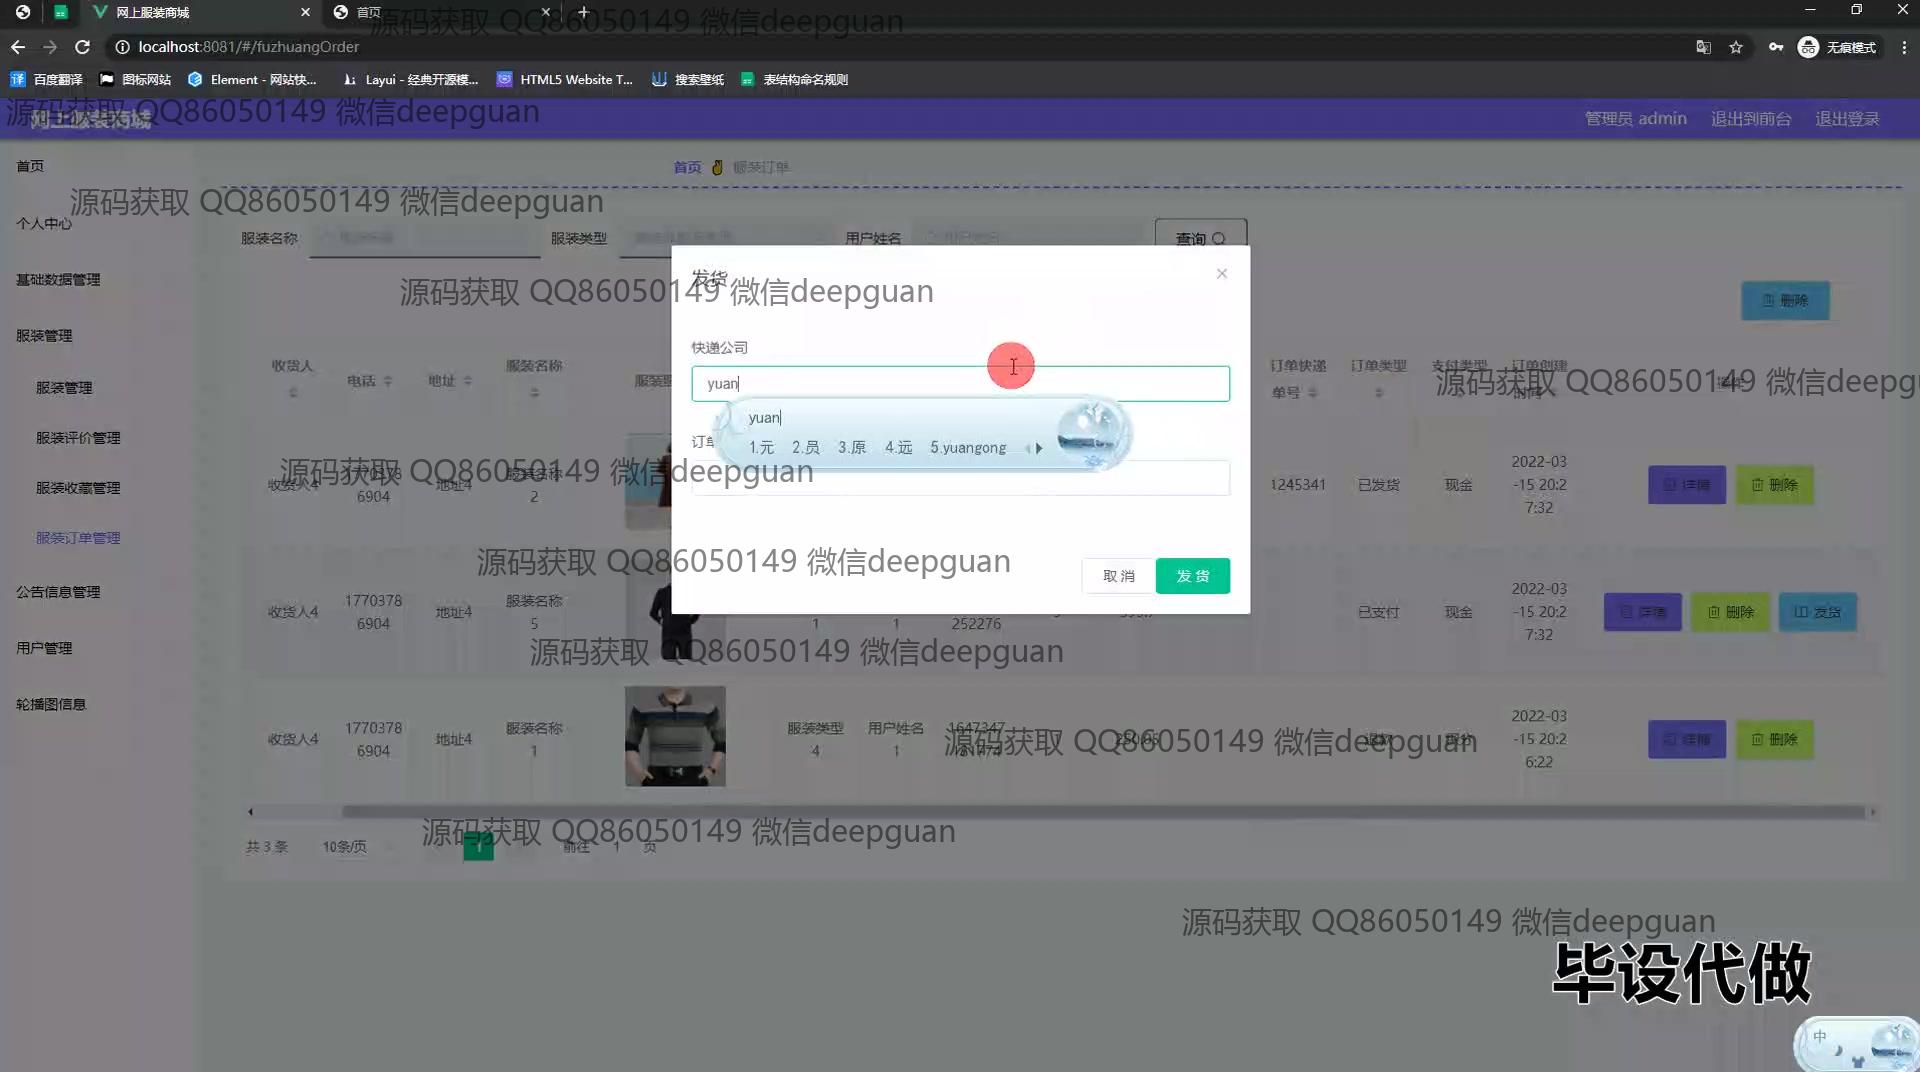 网上服装商城
首页
localhost:8081/#/fuzhuangOrder
无痕模式
百度翻译
图标网站
Element - 网站快...
Layui - 经典开源模...
HTML5 Website T...
搜索壁纸
表结构命名规则
源码获取 QQ86050149 微信deepguan
源码获取 QQ86050149 微信deepguan
网上服装商城
管理员 admin
退出到前台
退出登录
首页
个人中心
基础数据管理
服装管理
服装管理
服装评价管理
服装收藏管理
服装订单管理
公告信息管理
用户管理
轮播图信息
首页 服装订单
源码获取 QQ86050149 微信deepguan
服装名称
服装类型
用户姓名
查询
源码获取 QQ86050149 微信deepguan
删除
发货
快递公司
yuan
yuan
1.元 2.员 3.原 4.远 5.yuangong
取 消
发 货
收货人 电话 地址 服装名称
订单快递单号 订单类型 支付类型 订单创建时间
源码获取 QQ86050149 微信deepgu
源码获取 QQ86050149 微信deepguan
收货人4 1770378 6904 地址4 服装名称 2
1245341 已发货 现金 2022-03 -15 20:2 7:32 详情 删除
源码获取 QQ86050149 微信deepguan
收货人4 1770378 6904 地址4 服装名称 5
1 1 252276
已支付 现金 2022-03 -15 20:2 7:32 详情 删除 发货
源码获取 QQ86050149 微信deepguan
收货人4 1770378 6904 地址4 服装名称 1
服装类型 4 用户姓名 1 1647347
2022-03 -15 20:2 6:22 详情 删除
源码获取 QQ86050149 微信deepguan
共 3 条 10条/页 1 前往 1 页
源码获取 QQ86050149 微信deepguan
源码获取 QQ86050149 微信deepguan
毕设代做
中